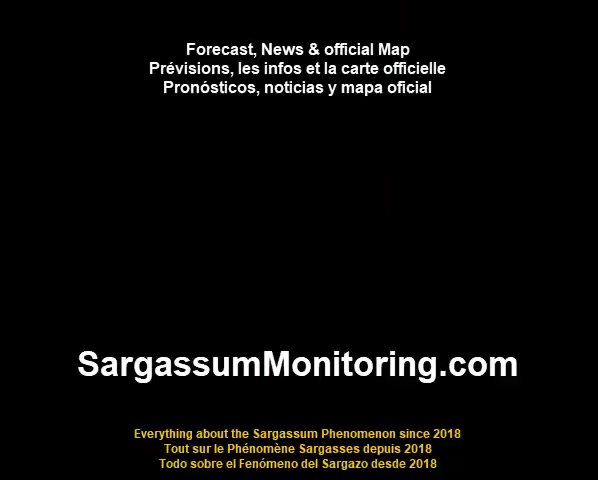 Forecast, News & official Map
Prévisions, les infos et la carte officielle
Pronósticos, noticias y mapa oficial
SargassumMonitoring.com
Everything about the Sargassum Phenomenon since 2018
Tout sur le Phénomène Sargasses depuis 2018
Todo sobre el Fenómeno del Sargazo desde 2018